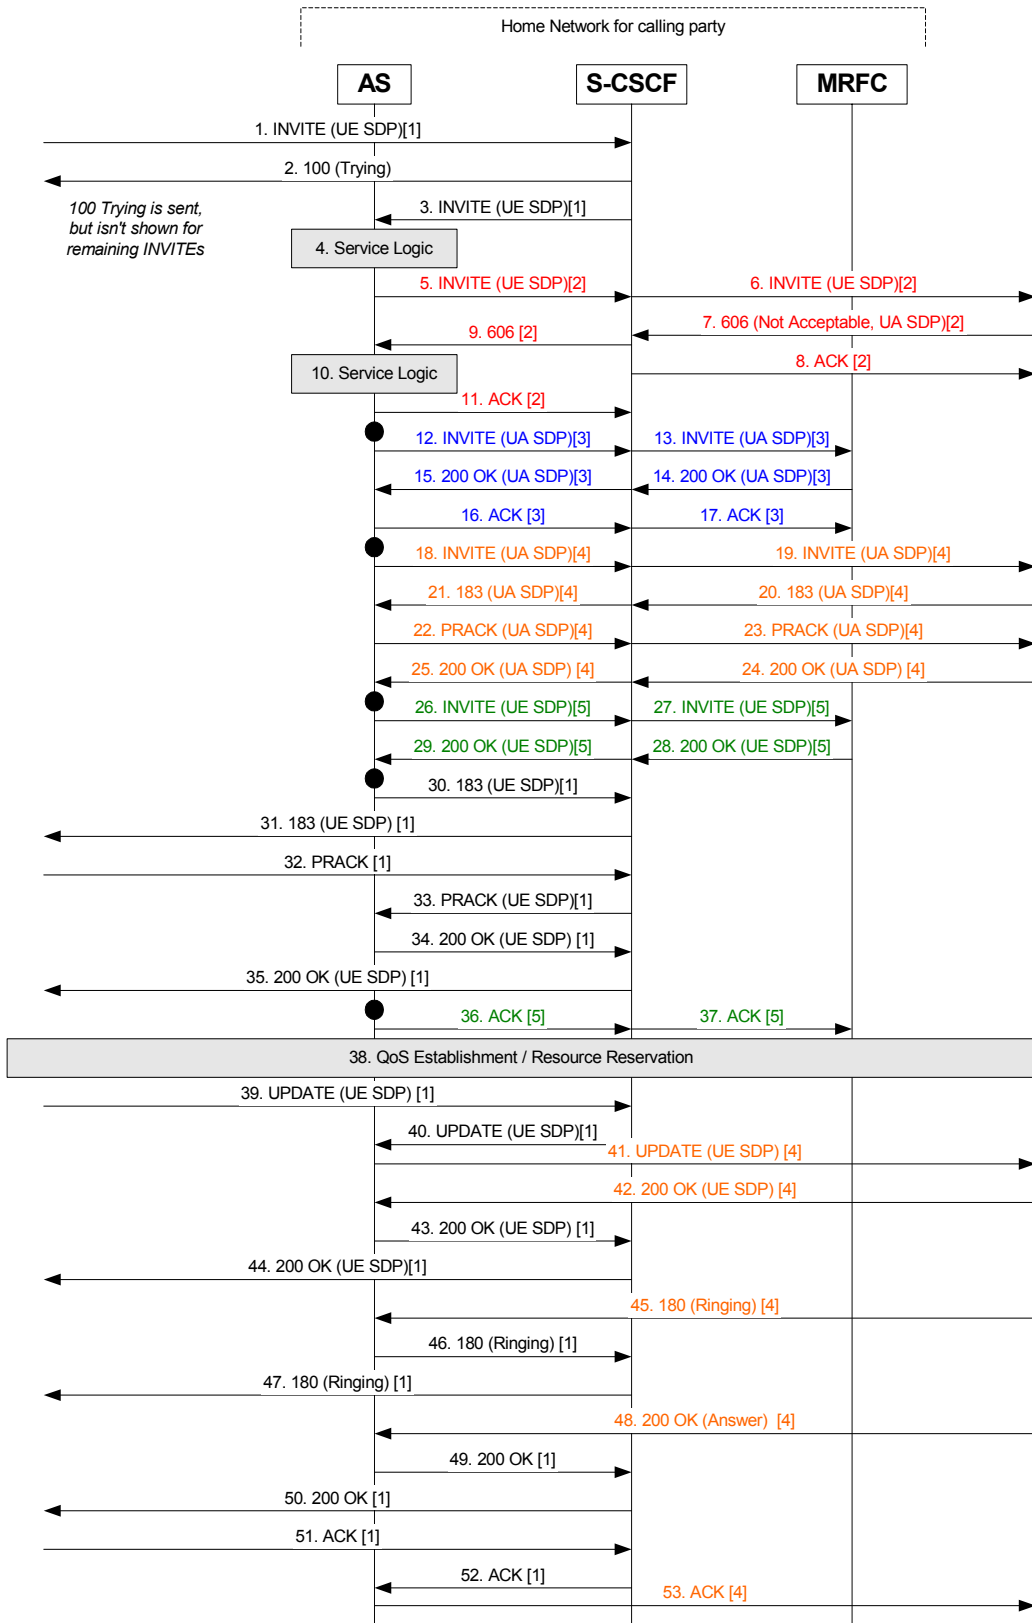 Home Network for calling party
AS
S-CSCF
MRFC
1. INVITE (UE SDP)[1]
2. 100 (Trying)
100 Trying is sent,
but isn't shown for
remaining INVITEs
3. INVITE (UE SDP)[1]
4. Service Logic
5. INVITE (UE SDP)[2]
6. INVITE (UE SDP)[2]
7. 606 (Not Acceptable, UA SDP)[2]
9. 606 [2]
8. ACK [2]
10. Service Logic
11. ACK [2]
12. INVITE (UA SDP)[3]
13. INVITE (UA SDP)[3]
15. 200 OK (UA SDP)[3]
14. 200 OK (UA SDP)[3]
16. ACK [3]
17. ACK [3]
18. INVITE (UA SDP)[4]
19. INVITE (UA SDP)[4]
21. 183 (UA SDP)[4]
20. 183 (UA SDP)[4]
22. PRACK (UA SDP)[4]
23. PRACK (UA SDP)[4]
25. 200 OK (UA SDP) [4]
24. 200 OK (UA SDP) [4]
26. INVITE (UE SDP)[5]
27. INVITE (UE SDP)[5]
29. 200 OK (UE SDP)[5]
28. 200 OK (UE SDP)[5]
30. 183 (UE SDP)[1]
31. 183 (UE SDP) [1]
32. PRACK [1]
33. PRACK (UE SDP)[1]
34. 200 OK (UE SDP) [1]
35. 200 OK (UE SDP) [1]
36. ACK [5]
37. ACK [5]
38. QoS Establishment / Resource Reservation
39. UPDATE (UE SDP) [1]
40. UPDATE (UE SDP)[1]
41. UPDATE (UE SDP) [4]
42. 200 OK (UE SDP) [4]
43. 200 OK (UE SDP) [1]
44. 200 OK (UE SDP)[1]
45. 180 (Ringing) [4]
46. 180 (Ringing) [1]
47. 180 (Ringing) [1]
48. 200 OK (Answer) [4]
49. 200 OK [1]
50. 200 OK [1]
51. ACK [1]
52. ACK [1]
53. ACK [4]